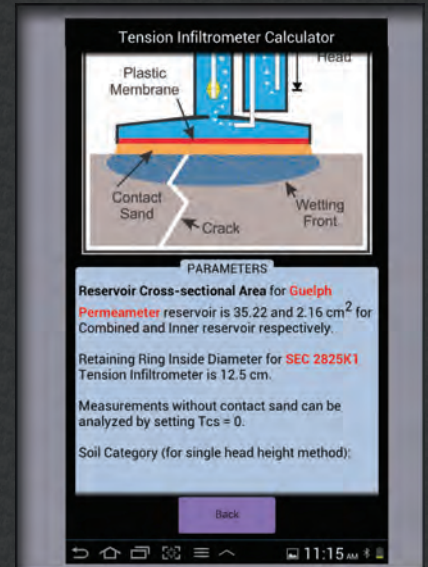 Tension Infiltrometer Calculator
Head
Plastic
Membrane
Contact
Sand
Crack
Wetting
Front
PARAMETERS
Reservoir Cross-sectional Area for Guelph
Permeameter reservoir is 35.22 and 2.16 cm2 for
Combined and Inner reservoir respectively.
Retaining Ring Inside Diameter for SEC 2825K1
Tension Infiltrometer is 12.5 cm.
Measurements without contact sand can be
analyzed by setting Tcs = 0.
Soil Category (for single head height method):
Back
11:15 AM